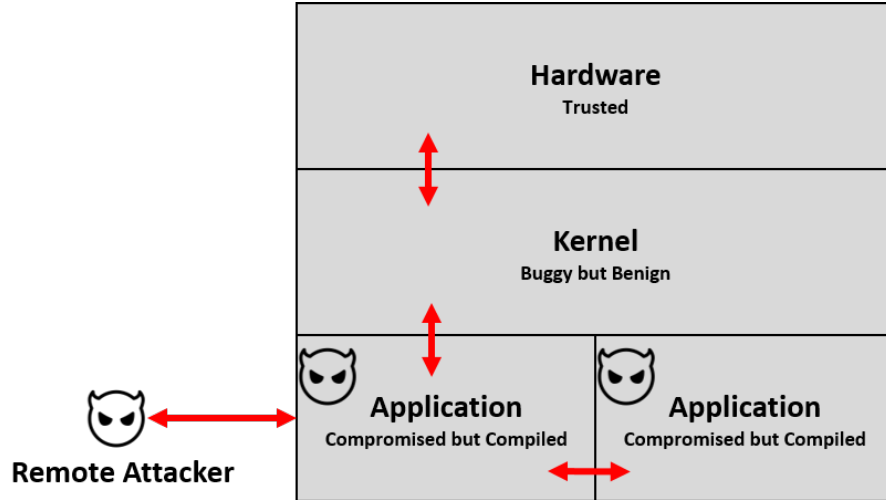 Hardware
Trusted
Kernel
Buggy but Benign
Application
Compromised but Compiled
Application
Compromised but Compiled
Remote Attacker